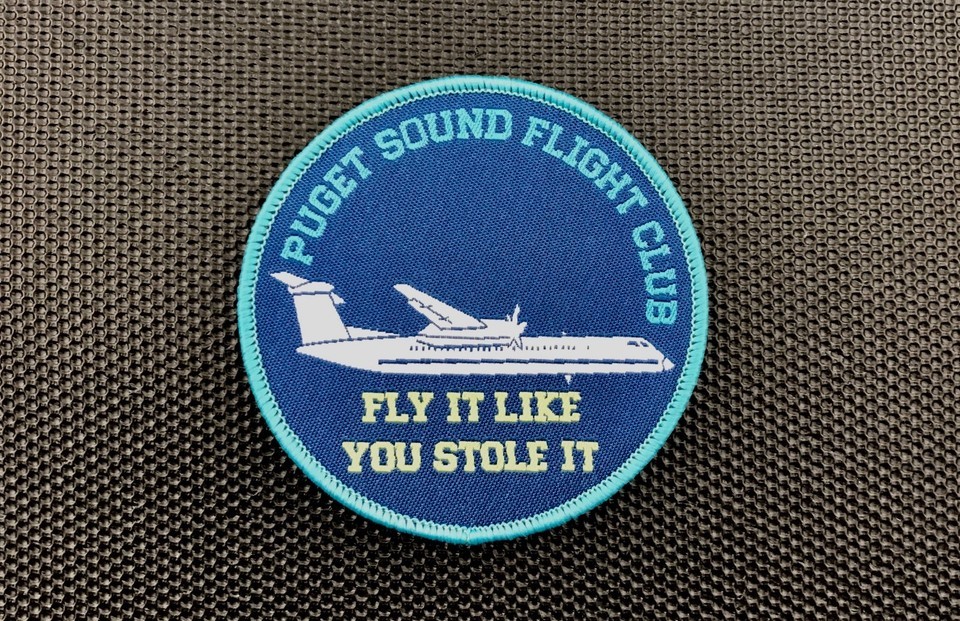 PUGET SOUND FLIGHT CLUB
FLY IT LIKE
YOU STOLE IT